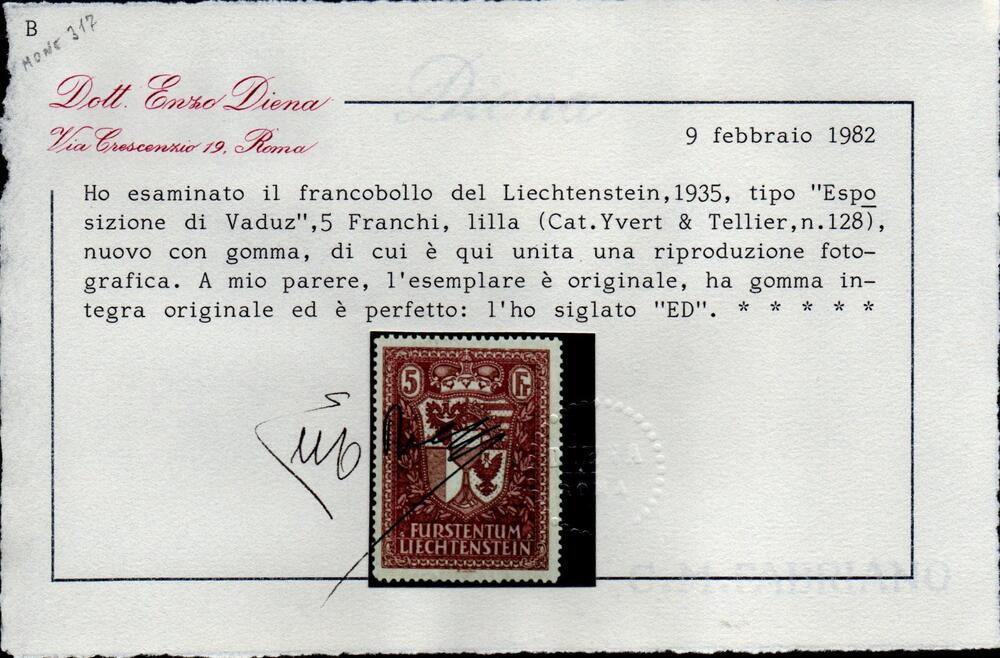 B
MONE 317
Dott. Enzo Diena
Via Crescenzio 19, Roma
9 febbraio 1982
Ho esaminato il francobollo del Liechtenstein,1935, tipo "Espo
sizione di Vaduz",5 Franchi, lilla (Cat.Yvert & Tellier,n.128),
nuovo con gomma, di cui è qui unita una riproduzione foto-
grafica. A mio parere, l'esemplare è originale, ha gomma in-
tegra originale ed è perfetto: l'ho siglato "ED". * * * * *
5 Fr
FÜRSTENTUM
LIECHTENSTEIN